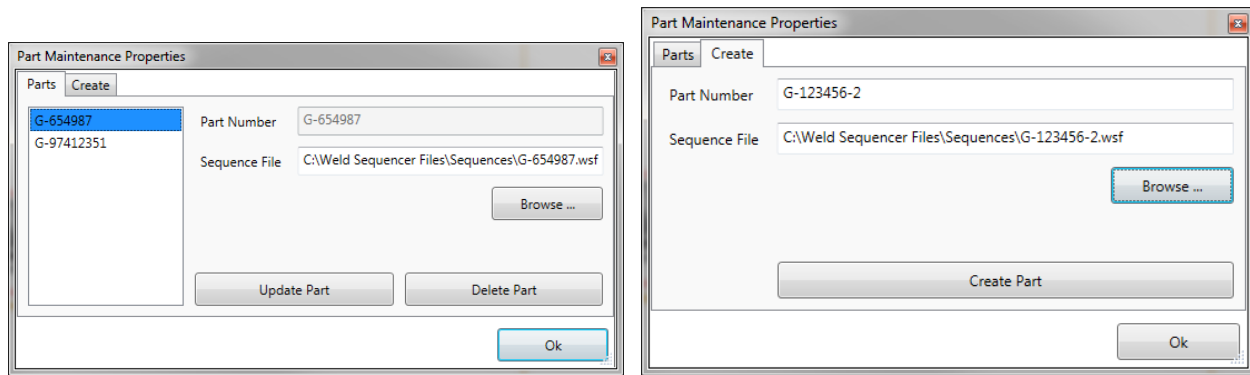 Part Maintenance Properties
Parts Create
G-654987
G-97412351
Part Number G-654987
Sequence File C:\Weld Sequencer Files\Sequences\G-654987.wsf
Browse ...
Update Part Delete Part
Ok
Part Maintenance Properties
Parts Create
Part Number G-123456-2
Sequence File C:\Weld Sequencer Files\Sequences\G-123456-2.wsf
Browse ...
Create Part
Ok